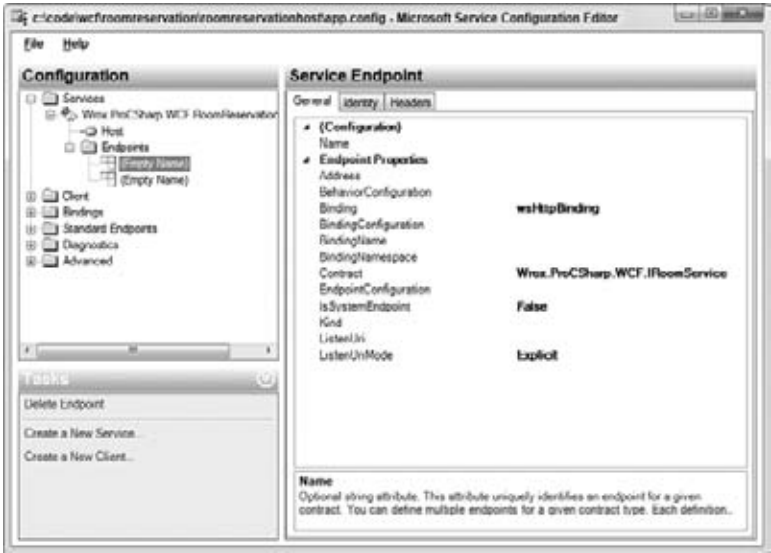 c:\code\wcf\roomreservation\roomreservationhost\app.config - Microsoft Service Configuration Editor
File Help
Configuration
Services
Wrox.ProCSharp.WCF.RoomReservation
Host
Endpoints
(Empty Name)
(Empty Name)
Client
Bindings
Standard Endpoints
Diagnostics
Advanced
Tasks
Delete Endpoint
Create a New Service...
Create a New Client...
Service Endpoint
General Identity Headers
(Configuration)
Name
Endpoint Properties
Address
BehaviorConfiguration
Binding wsHttpBinding
BindingConfiguration
BindingName
BindingNamespace
Contract Wrox.ProCSharp.WCF.IRoomService
EndpointConfiguration
IsSystemEndpoint False
Kind
ListenUri
ListenUriMode Explicit
Name
Optional string attribute. This attribute uniquely identifies an endpoint for a given
contract. You can define multiple endpoints for a given contract type. Each definition..